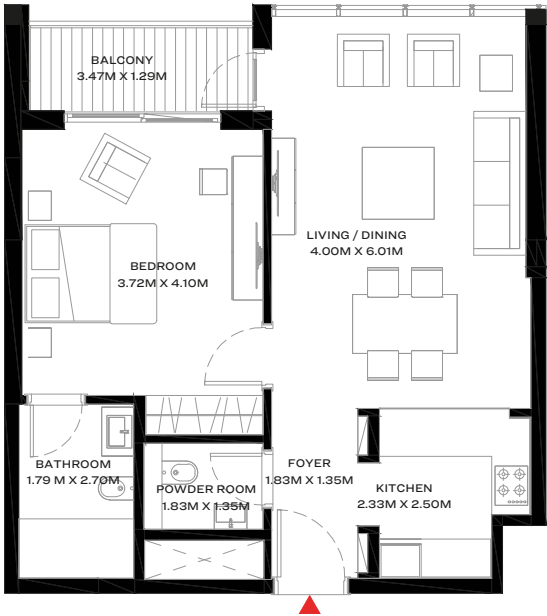 BALCONY
3.47M X 1.29M
LIVING / DINING
4.00M X 6.01M
BEDROOM
3.72M X 4.10M
BATHROOM
1.79 M X 2.70M
POWDER ROOM
1.83M X 1.35M
FOYER
1.83M X 1.35M
KITCHEN
2.33M X 2.50M